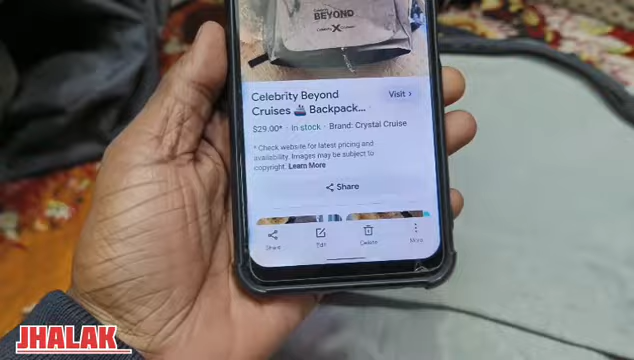 BEYOND
Celebrity Beyond
Cruises 🚢 Backpack...
Visit >
$29.00* · In stock · Brand: Crystal Cruise
* Check website for latest pricing and
availability. Images may be subject to
copyright. Learn More
Share
Share
Edit
Delete
More
JHALAK